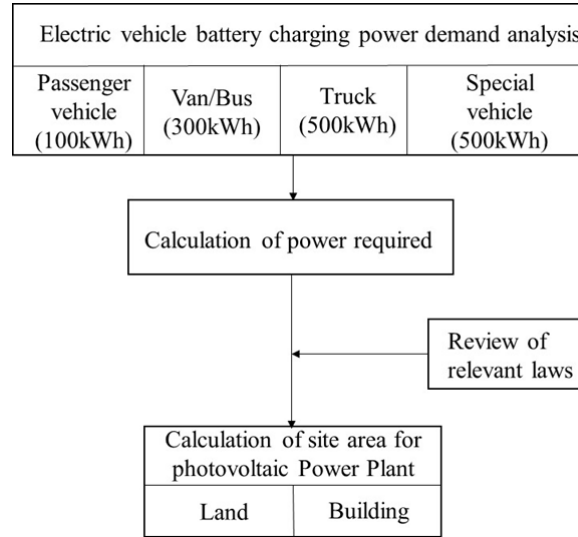 Electric vehicle battery charging power demand analysis
Passenger
vehicle
(100kWh)
Van/Bus
(300kWh)
Truck
(500kWh)
Special
vehicle
(500kWh)
Calculation of power required
Review of
relevant laws
Calculation of site area for
photovoltaic Power Plant
Land
Building